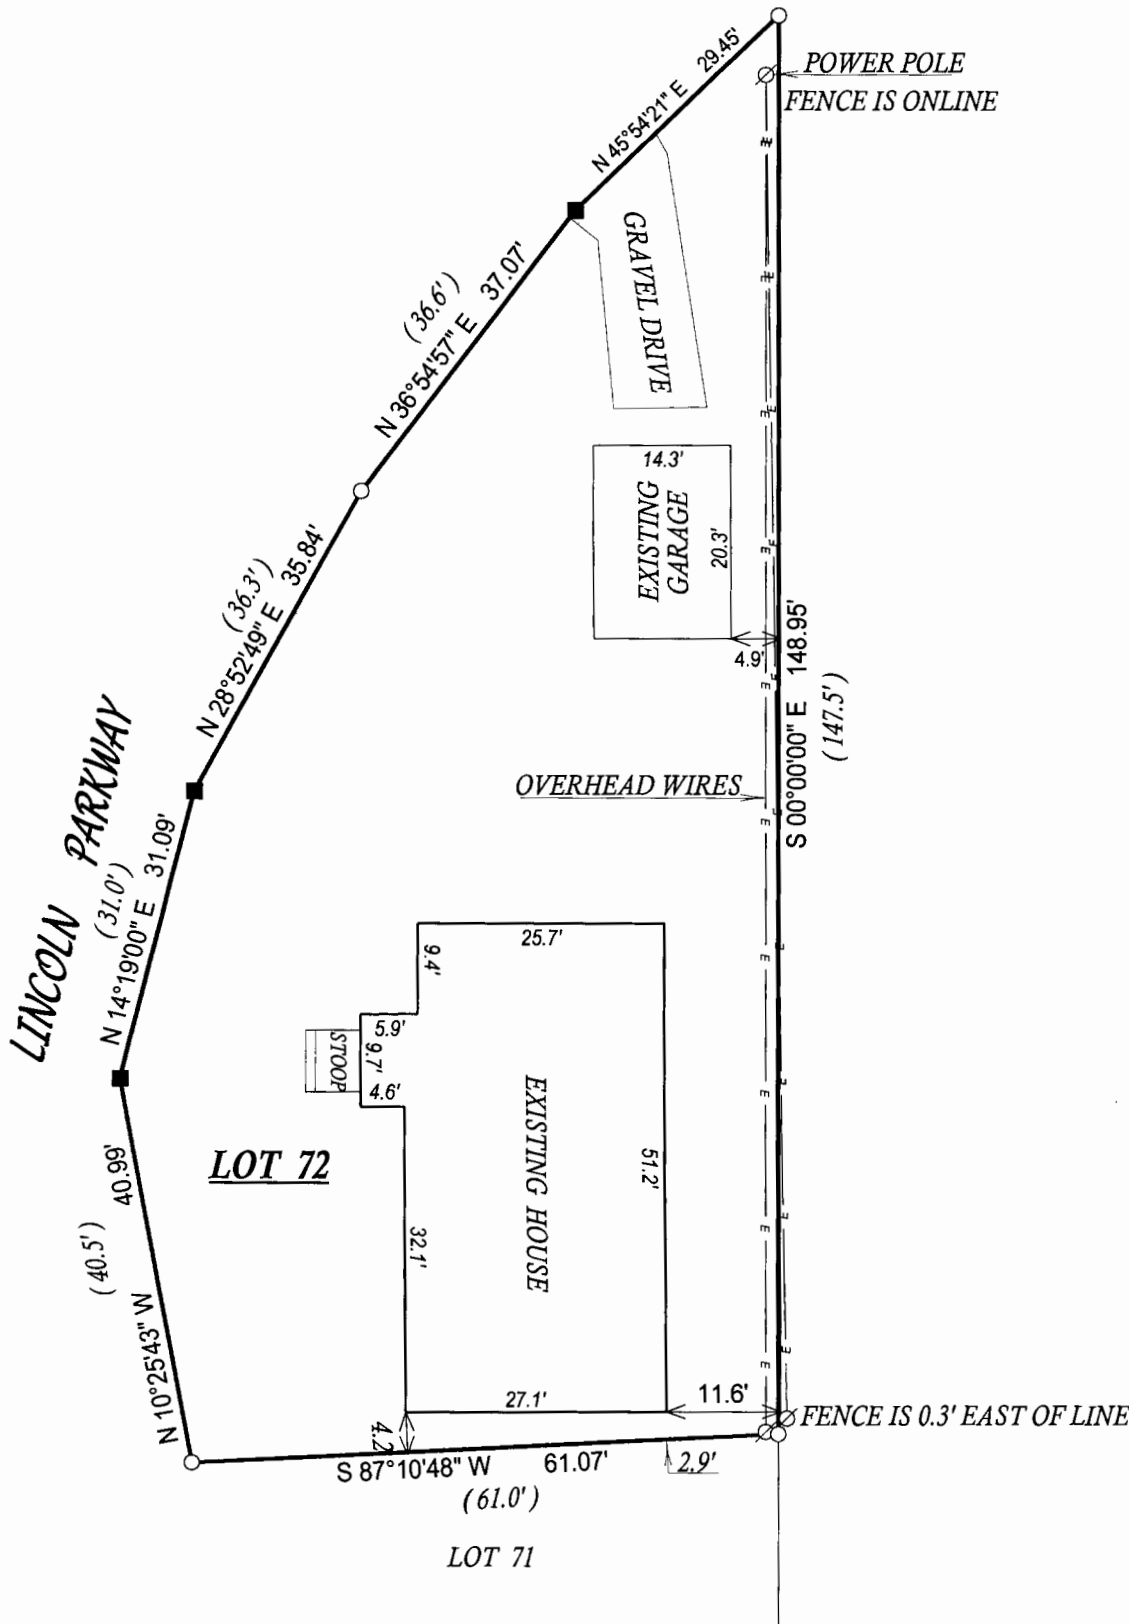 POWER POLE
FENCE IS ONLINE
N 45°54'21" E 29.45'
GRAVEL DRIVE
(36.6')
N 36°54'57" E 37.07'
14.3'
EXISTING
GARAGE
20.3'
4.9'
(36.3')
N 28°52'49" E 35.84'
S 00°00'00" E 148.95'
(147.5')
OVERHEAD WIRES
LINCOLN PARKWAY
(31.0')
N 14°19'00" E 31.09'
25.7'
9.4'
5.9'
STOOP
9.7'
4.6'
EXISTING HOUSE
51.2'
LOT 72
32.1'
N 10°25'43" W 40.99'
(40.5')
27.1'
11.6'
4.2'
FENCE IS 0.3' EAST OF LINE
S 87°10'48" W 61.07'
2.9'
(61.0')
LOT 71